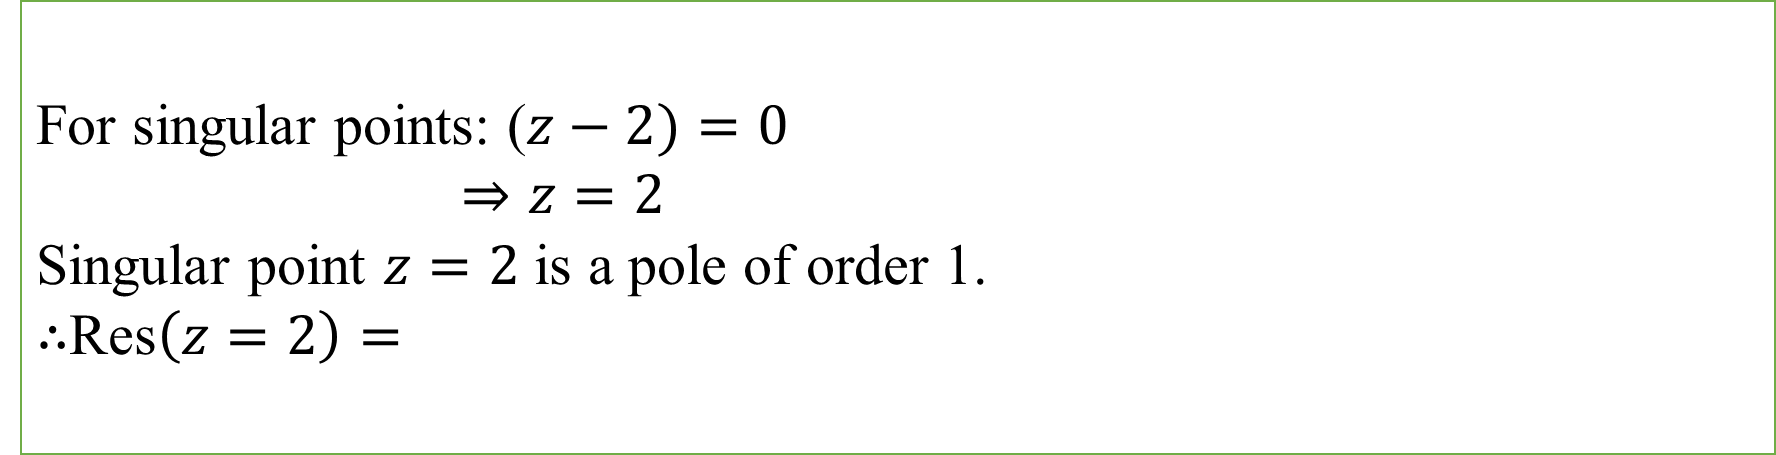 For singular points: (𝑧 − 2) = 0
⇒ 𝑧 = 2
Singular point 𝑧 = 2 is a pole of order 1.
∴Res(𝑧 = 2) =